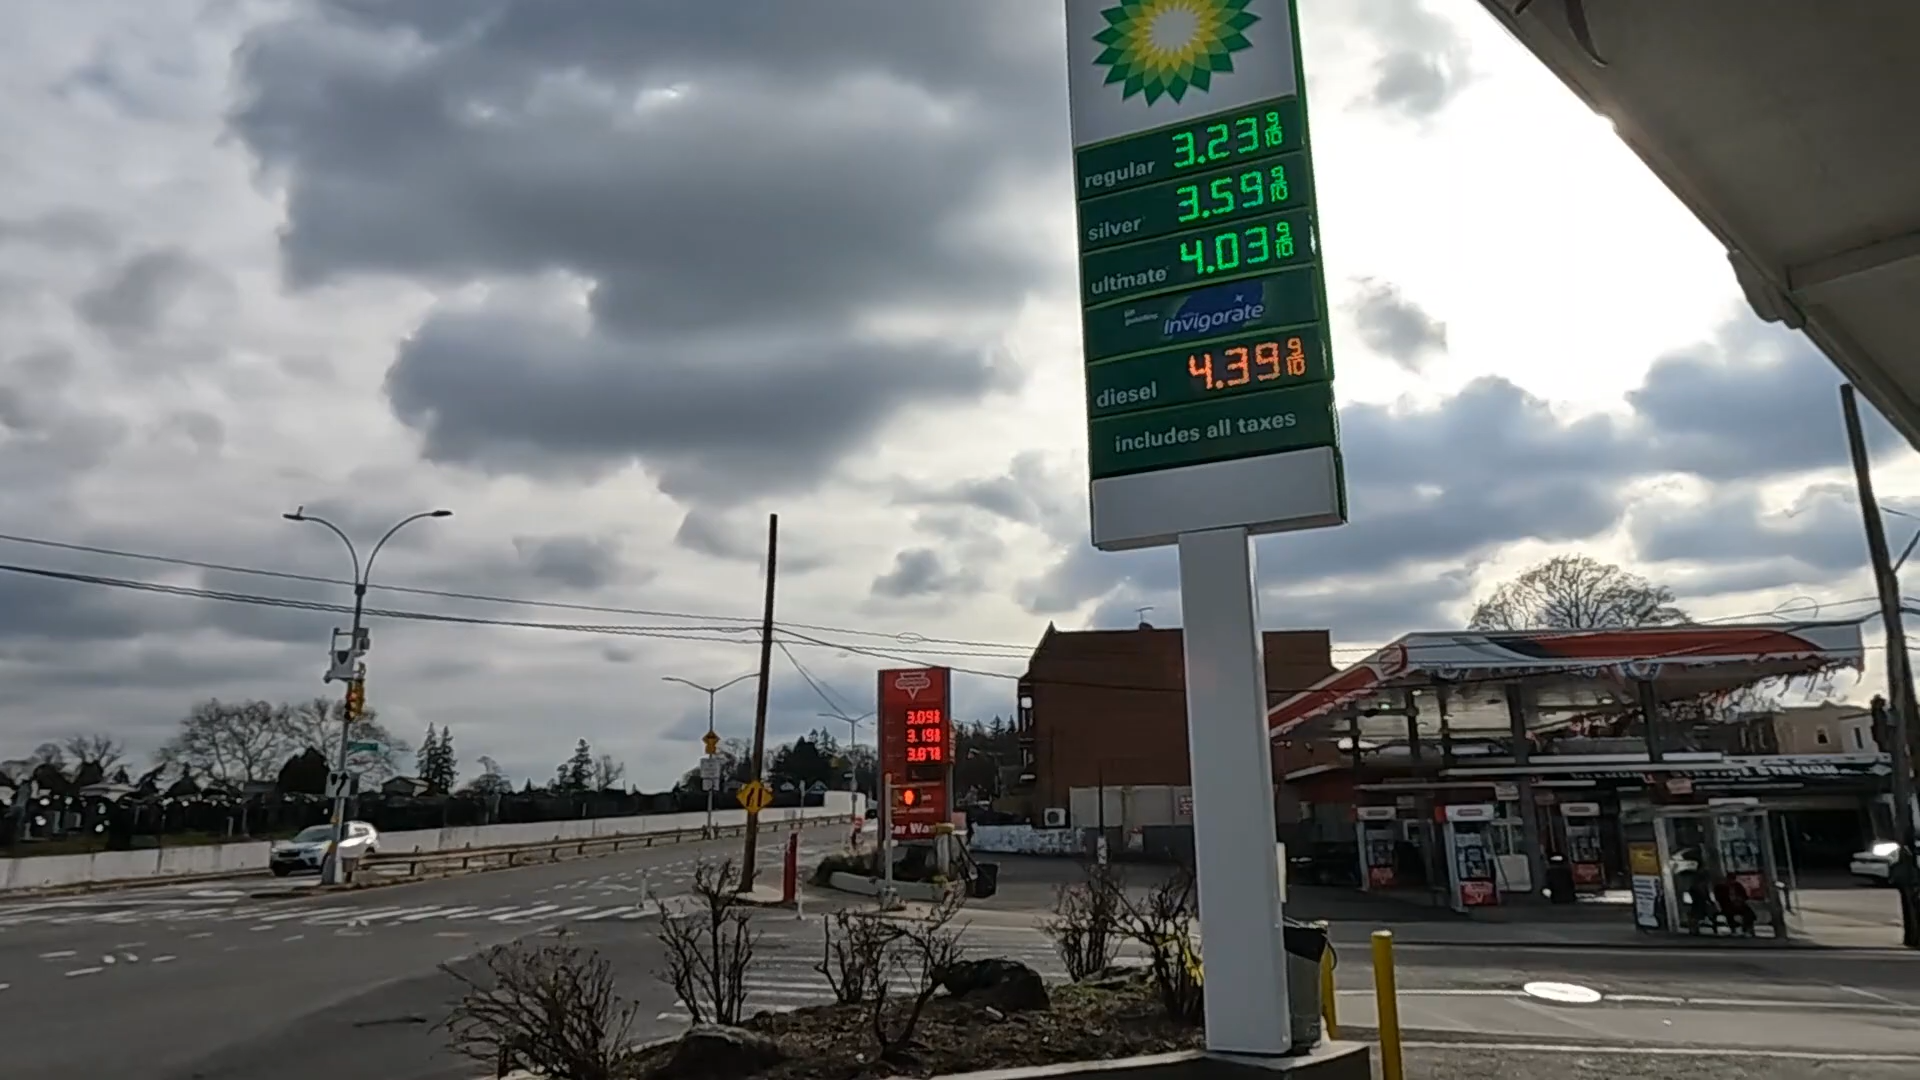 regular 3.23 9/10
silver 3.59 9/10
ultimate 4.03 9/10
invigorate
diesel 4.39 9/10
includes all taxes
3.09
3.19
3.87
Car Wash